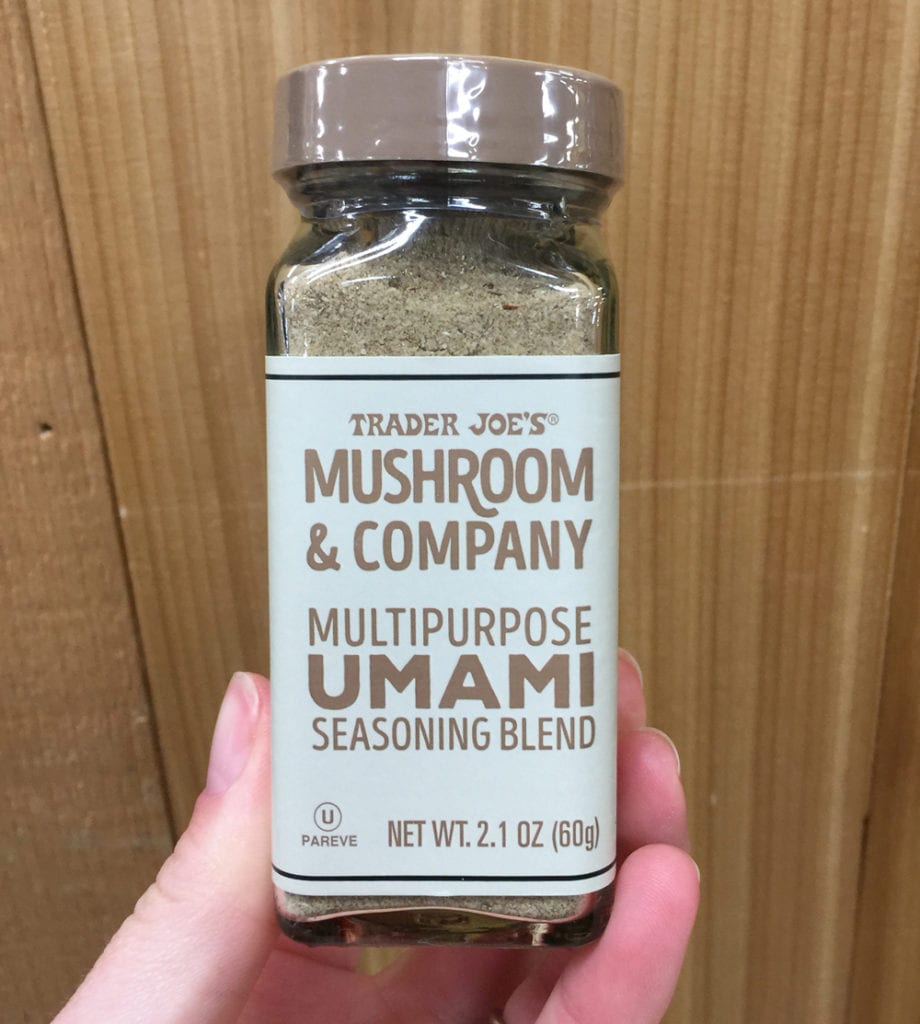 TRADER JOE'S®
MUSHROOM
& COMPANY
MULTIPURPOSE
UMAMI
SEASONING BLEND
U
PAREVE
NET WT. 2.1 OZ (60g)